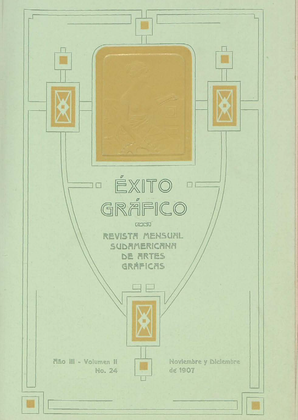 ÉXITO
GRÁFICO
REVISTA MENSUAL
SUDAMERICANA
DE ARTES
GRÁFICAS
Año III - Volumen II
No. 24
Noviembre y Diciembre
de 1907